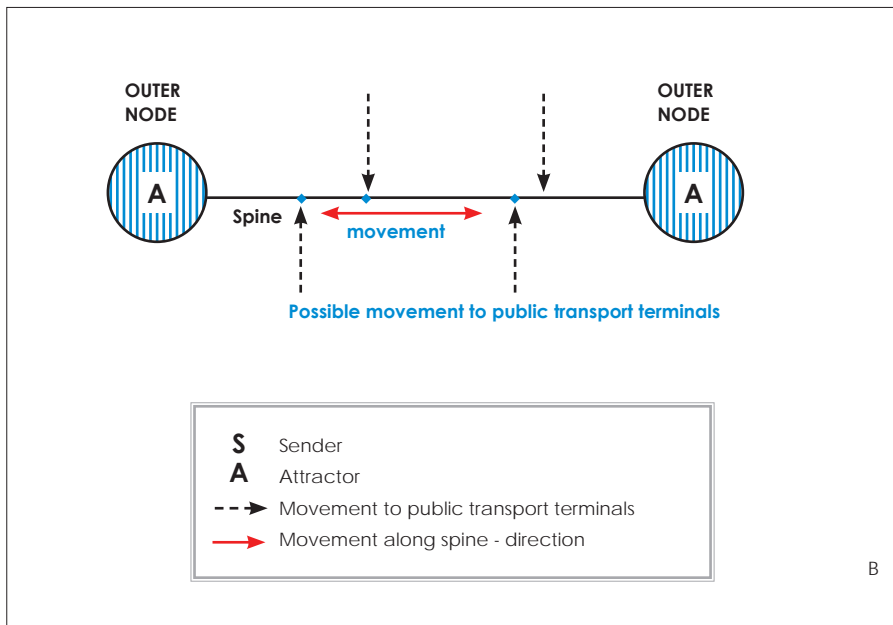 OUTER
NODE
OUTER
NODE
A
A
Spine
movement
Possible movement to public transport terminals
S Sender
A Attractor
Movement to public transport terminals
Movement along spine - direction
B